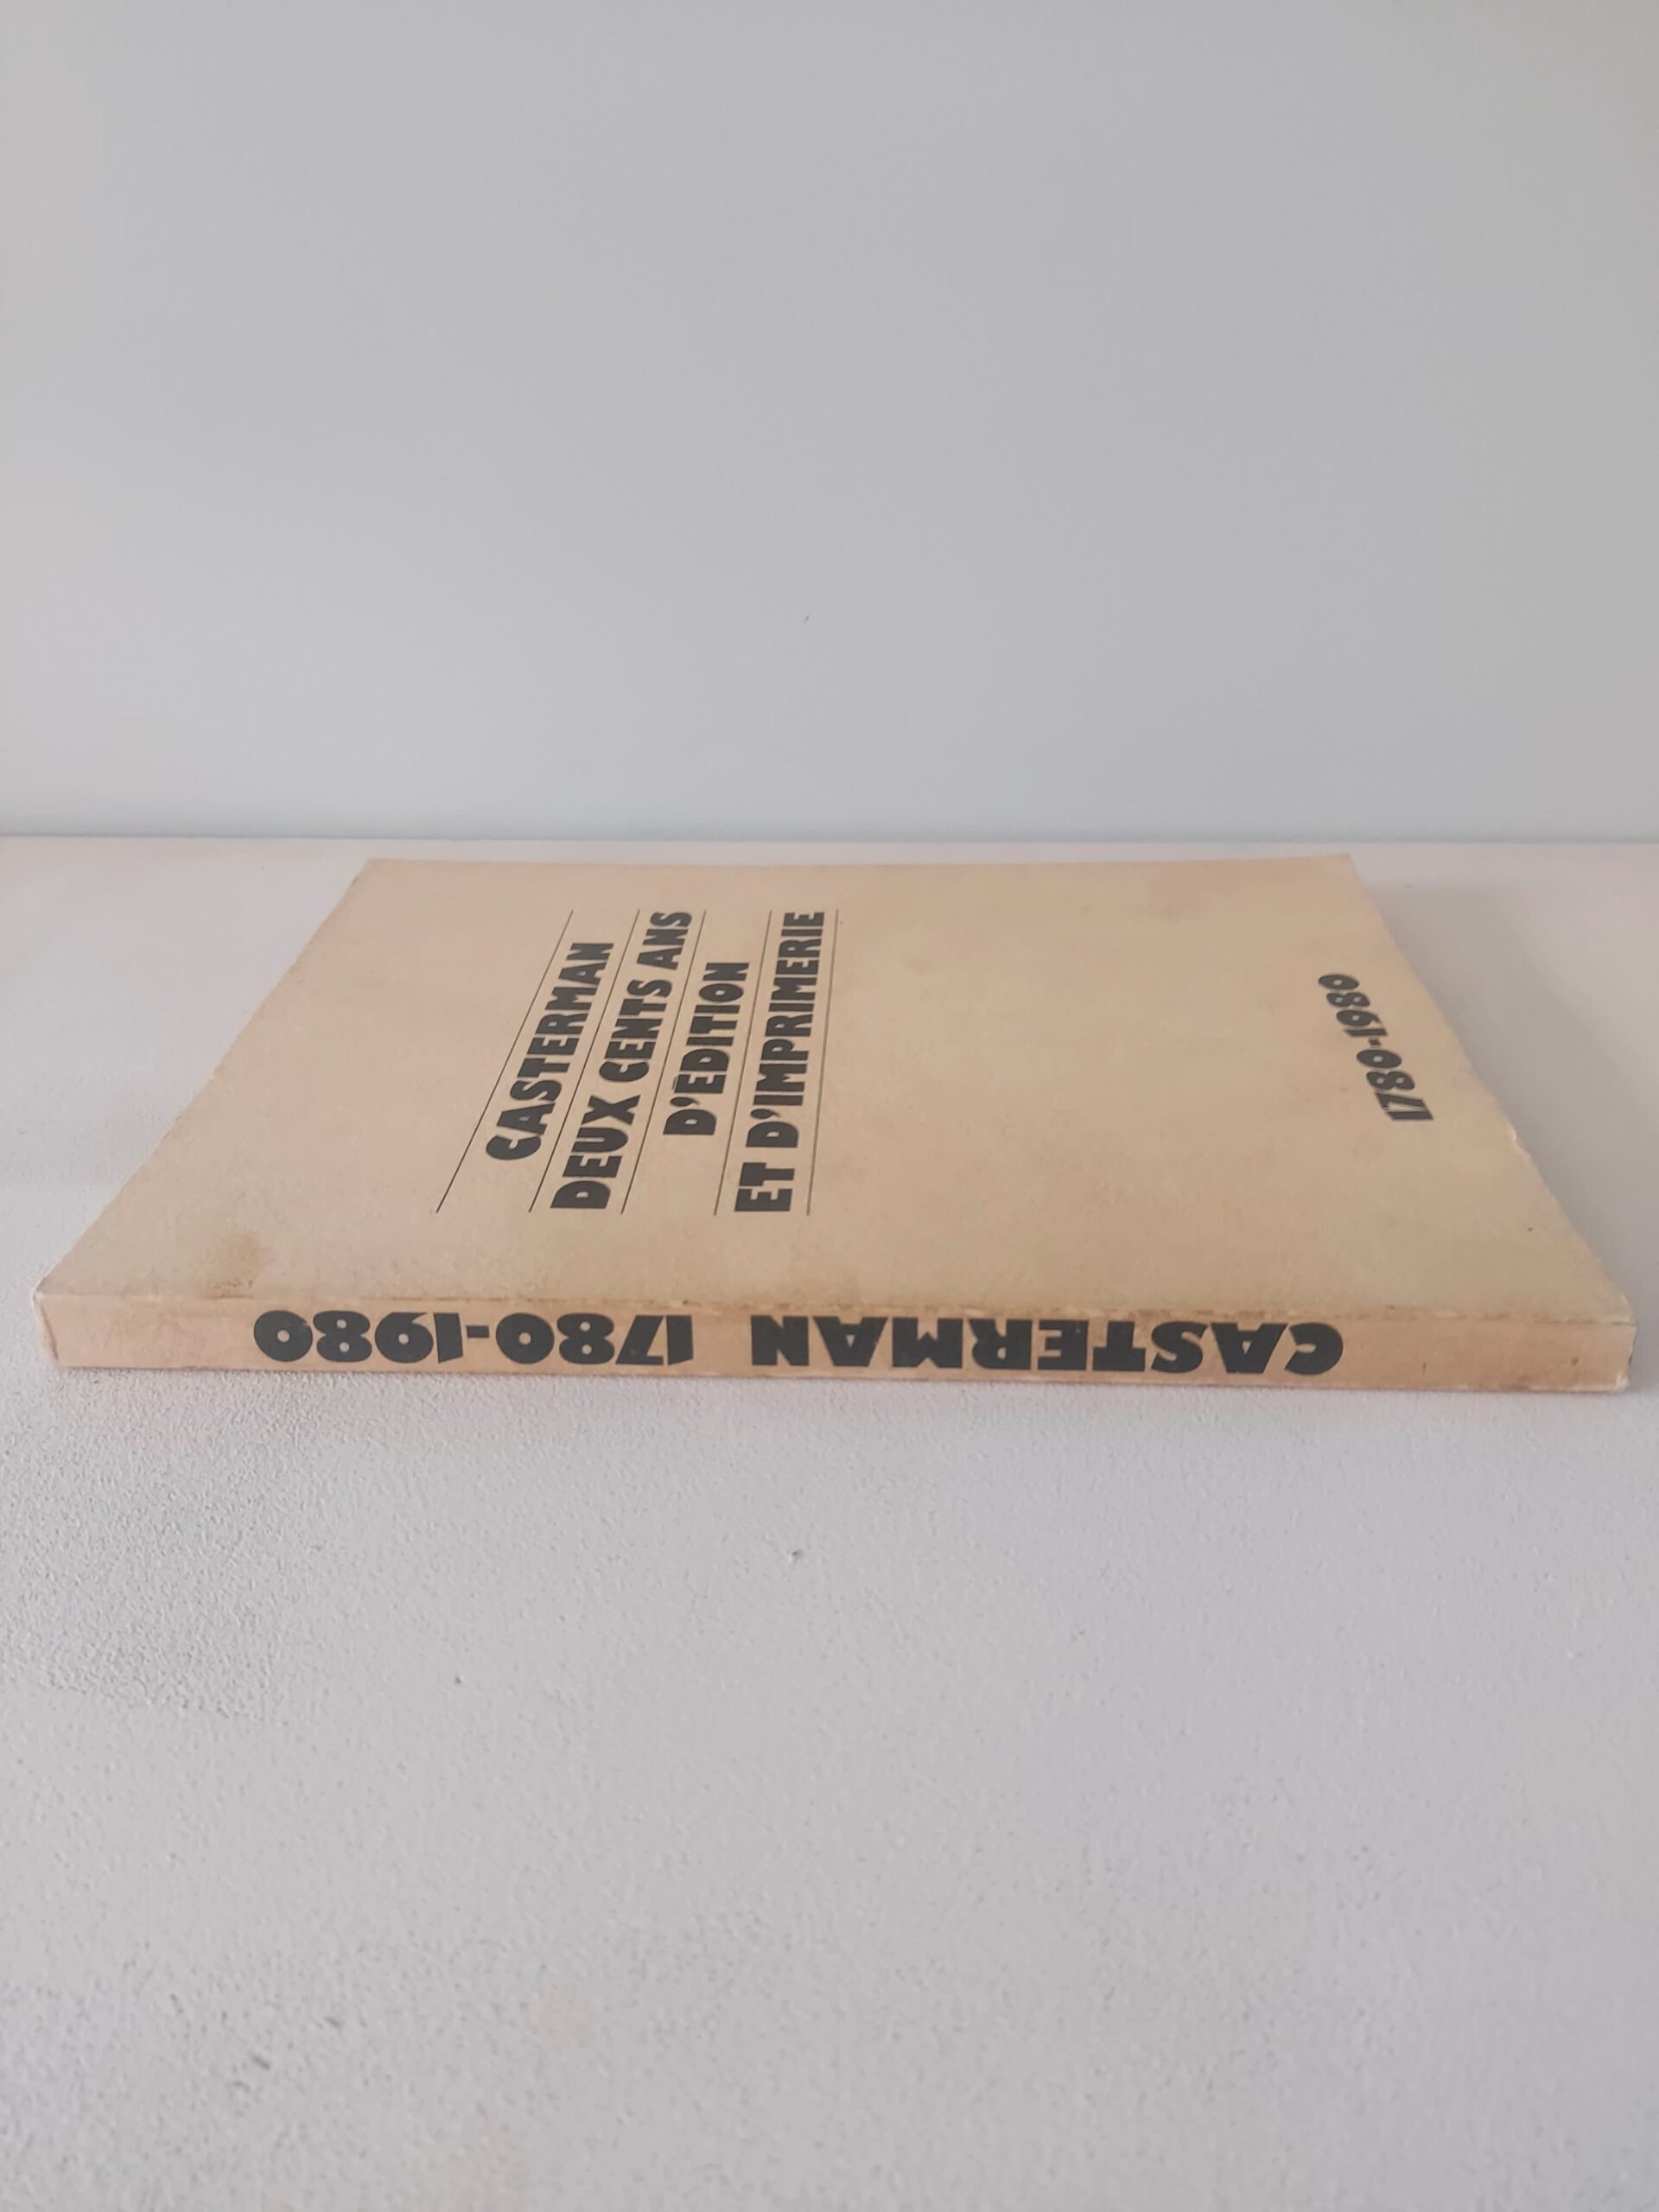 CASTERMAN
DEUX CENTS ANS
D'ÉDITION
ET D'IMPRIMERIE
1780-1980
CASTERMAN 1780-1980